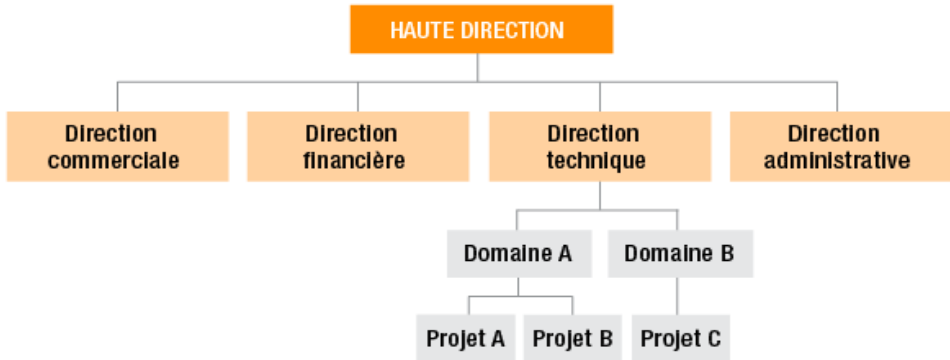 HAUTE DIRECTION
Direction
commerciale
Direction
financière
Direction
technique
Direction
administrative
Domaine A
Domaine B
Projet A
Projet B
Projet C